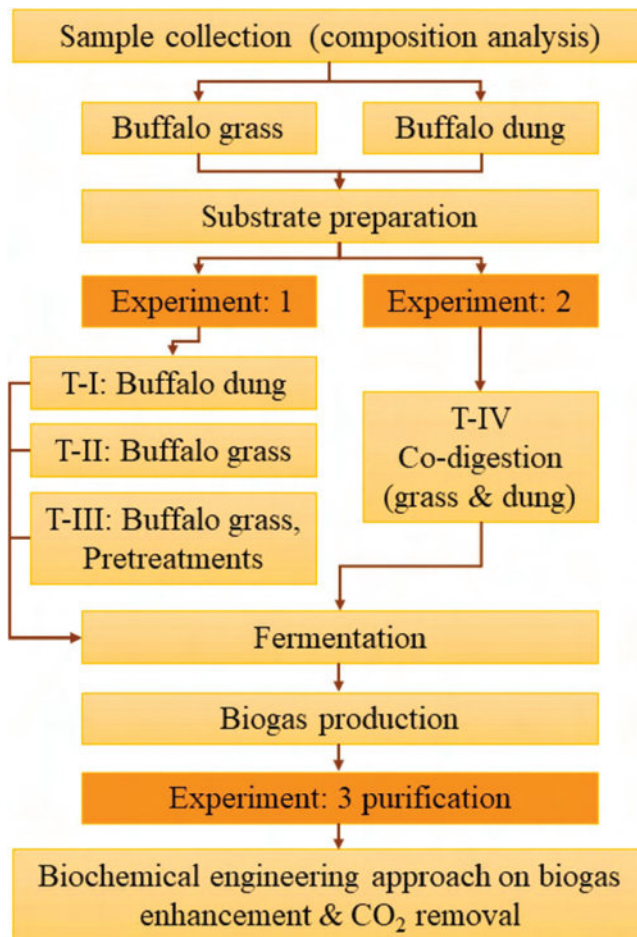 Sample collection (composition analysis)
Buffalo grass
Buffalo dung
Substrate preparation
Experiment: 1
Experiment: 2
T-I: Buffalo dung
T-II: Buffalo grass
T-III: Buffalo grass,
Pretreatments
T-IV
Co-digestion
(grass & dung)
Fermentation
Biogas production
Experiment: 3 purification
Biochemical engineering approach on biogas
enhancement & CO₂ removal